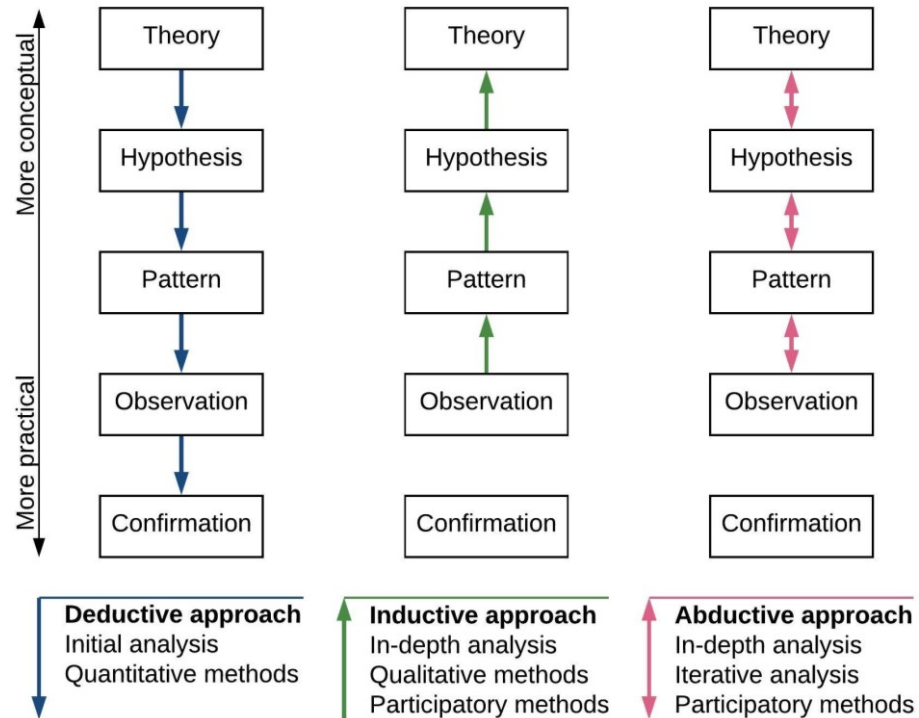 More conceptual
More practical
Theory
Hypothesis
Pattern
Observation
Confirmation
Theory
Hypothesis
Pattern
Observation
Confirmation
Theory
Hypothesis
Pattern
Observation
Confirmation
Deductive approach
Initial analysis
Quantitative methods
Inductive approach
In-depth analysis
Qualitative methods
Participatory methods
Abductive approach
In-depth analysis
Iterative analysis
Participatory methods